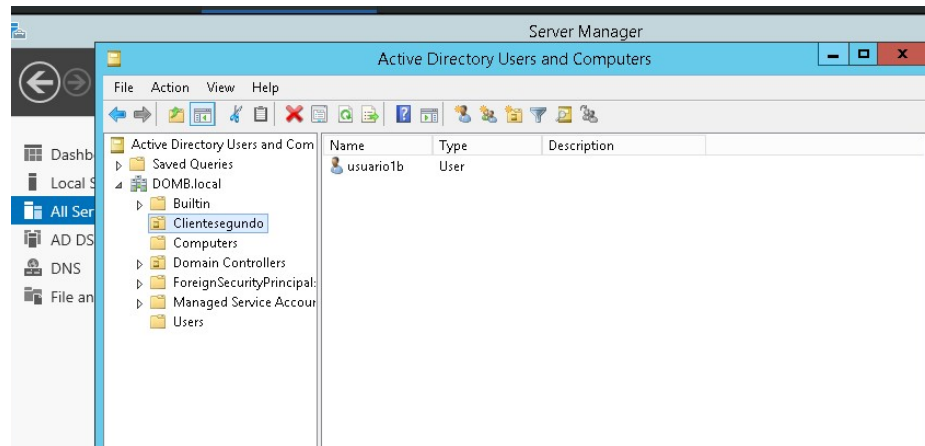 Server Manager
Active Directory Users and Computers
File Action View Help
Active Directory Users and Com
Saved Queries
DOMB.local
Builtin
Clientesegundo
Computers
Domain Controllers
ForeignSecurityPrincipal:
Managed Service Accour
Users
Name Type Description
usuario1b User
Dashb
Local S
All Ser
AD DS
DNS
File an